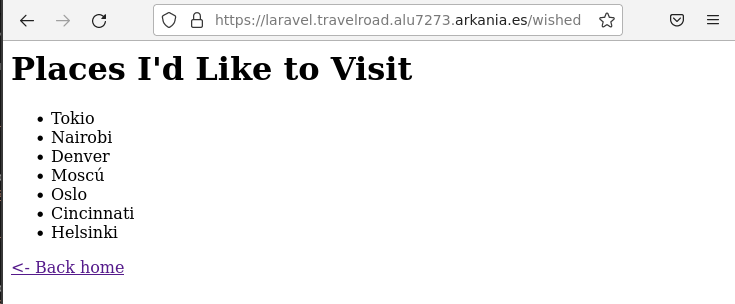 https://laravel.travelroad.alu7273.arkania.es/wished
Places I'd Like to Visit
Tokio
Nairobi
Denver
Moscú
Oslo
Cincinnati
Helsinki
<- Back home